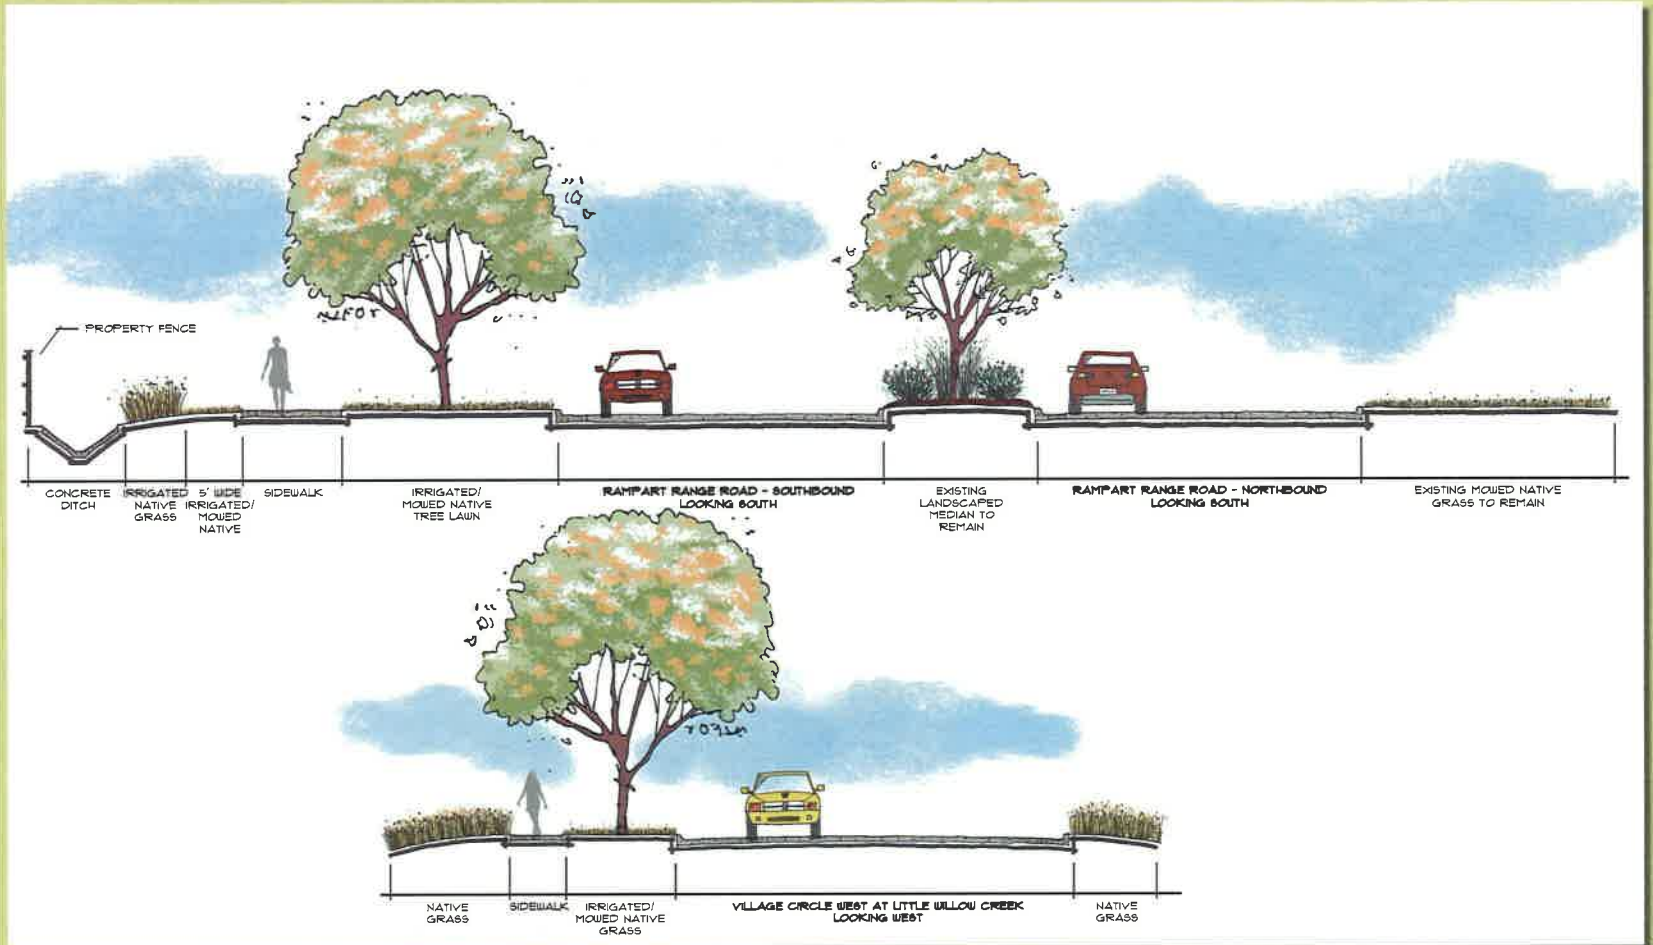 PROPERTY FENCE
CONCRETE
DITCH
IRRIGATED
NATIVE
GRASS
5' WIDE
IRRIGATED/
MOWED
NATIVE
SIDEWALK
IRRIGATED/
MOWED NATIVE
TREE LAWN
RAMPART RANGE ROAD - SOUTHBOUND
LOOKING SOUTH
EXISTING
LANDSCAPED
MEDIAN TO
REMAIN
RAMPART RANGE ROAD - NORTHBOUND
LOOKING SOUTH
EXISTING MOWED NATIVE
GRASS TO REMAIN
NATIVE
GRASS
SIDEWALK
IRRIGATED/
MOWED NATIVE
GRASS
VILLAGE CIRCLE WEST AT LITTLE WILLOW CREEK
LOOKING WEST
NATIVE
GRASS